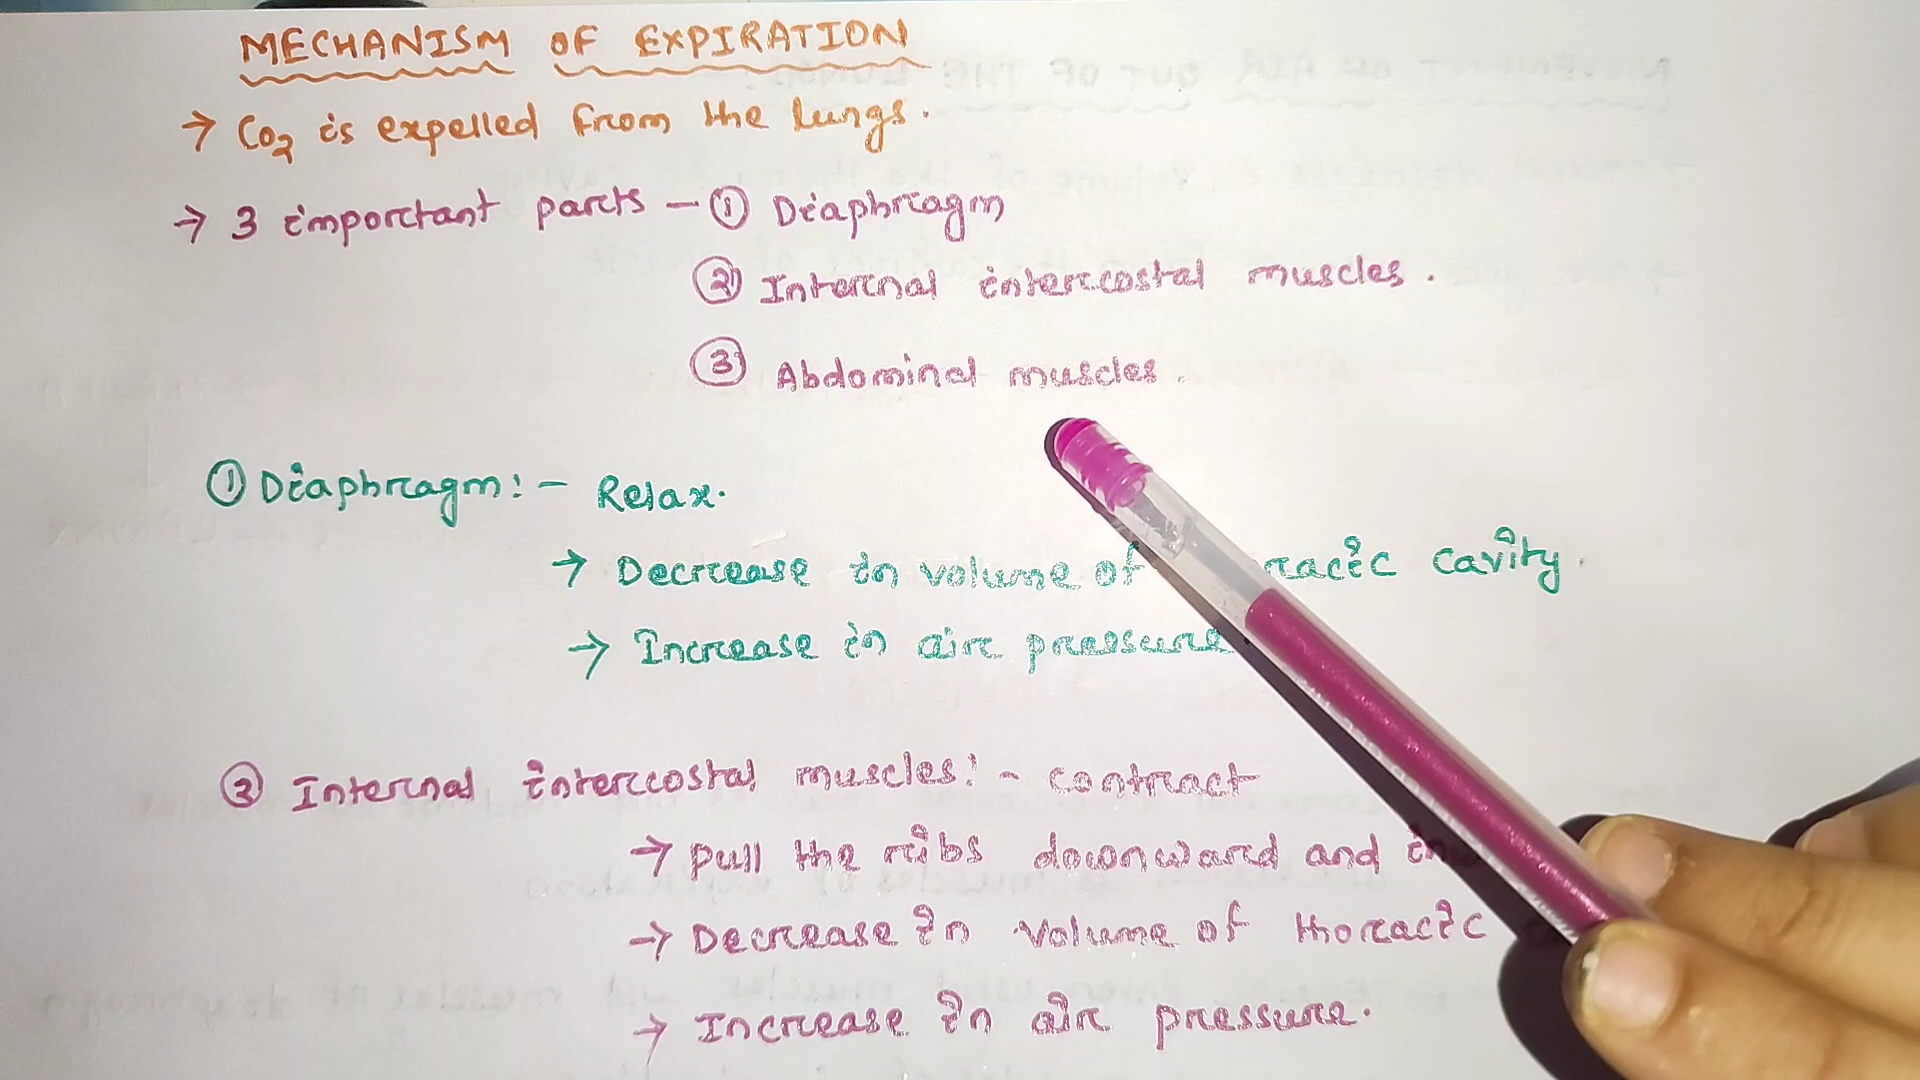 MECHANISM OF EXPIRATION
→ CO2 is expelled from the lungs.
→ 3 important parts – ① Diaphragm
② Internal intercostal muscles.
③ Abdominal muscles.
① Diaphragm:- Relax.
→ Decrease in volume of cavity.
→ Increase in air pressure
② Internal intercostal muscles:- contract
→ Pull the ribs downward and
→ Decrease in volume of thoracic
→ Increase in air pressure.